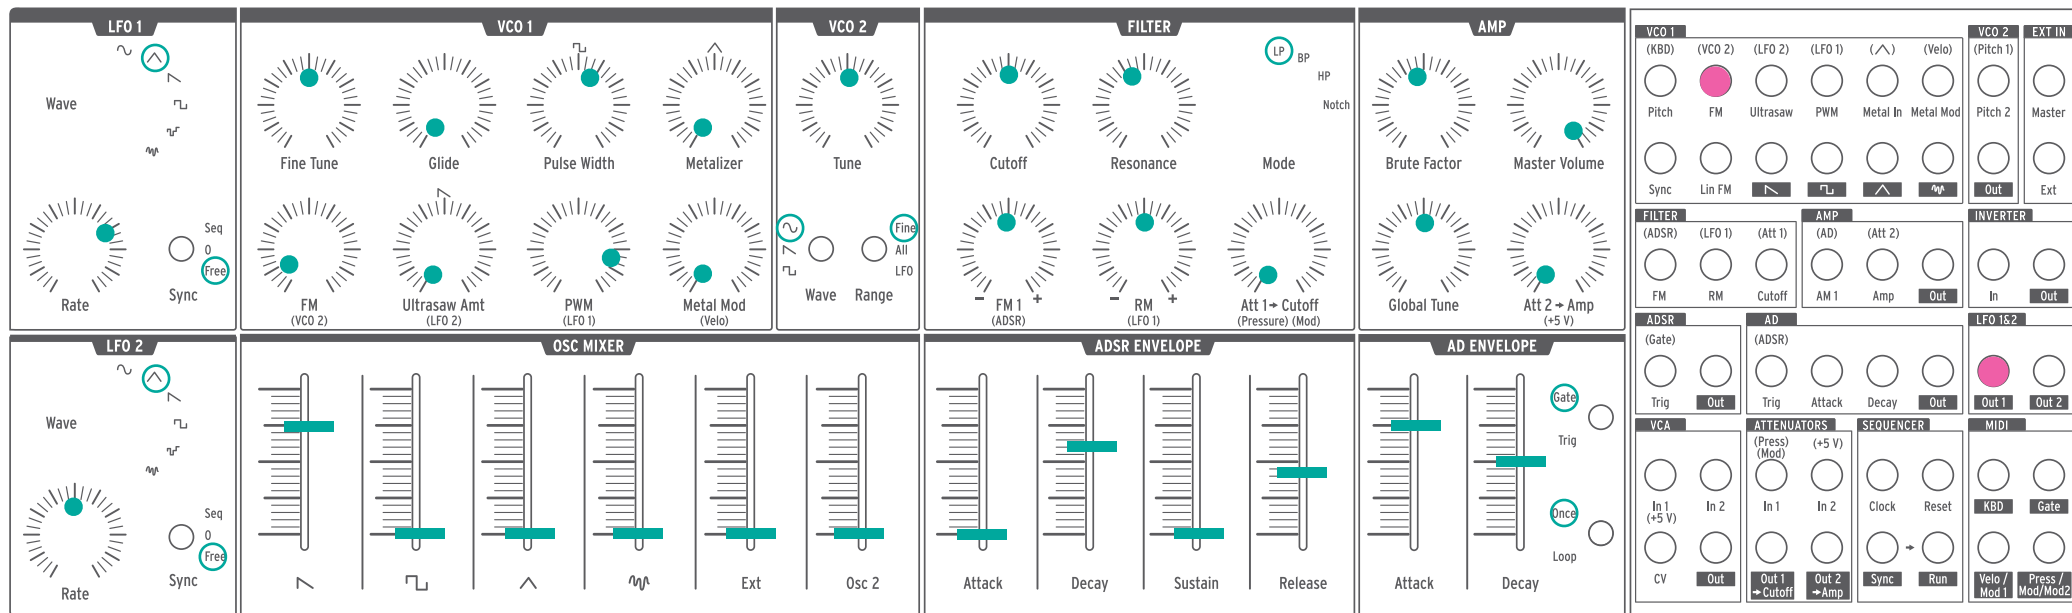 LFO 1
Wave
Rate
Seq
0
Free
Sync
VCO 1
Fine Tune
Glide
Pulse Width
Metalizer
FM
(VCO 2)
Ultrasaw Amt
(LFO 2)
PWM
(LFO 1)
Metal Mod
(Velo)
VCO 2
Tune
Fine
All
LFO
Wave
Range
FILTER
LP
BP
HP
Notch
Cutoff
Resonance
Mode
- +
FM 1
(ADSR)
- +
RM
(LFO 1)
Att 1→Cutoff
(Pressure) (Mod)
AMP
Brute Factor
Master Volume
Global Tune
Att 2→Amp
(+5 V)
LFO 2
Wave
Rate
Seq
0
Free
Sync
OSC MIXER
Ext
Osc 2
ADSR ENVELOPE
Attack
Decay
Sustain
Release
AD ENVELOPE
Attack
Decay
Gate
Trig
Once
Loop
VCO 1
(KBD) (VCO 2) (LFO 2) (LFO 1) (Velo)
Pitch FM Ultrasaw PWM Metal In Metal Mod
Sync Lin FM
VCO 2
(Pitch 1)
Pitch 2
Out
EXT IN
Master
Ext
FILTER
(ADSR) (LFO 1) (Att 1)
FM RM Cutoff
AMP
(AD) (Att 2)
AM 1 Amp Out
INVERTER
In Out
ADSR
(Gate)
Trig Out
AD
(ADSR)
Trig Attack Decay Out
LFO 1&2
Out 1 Out 2
VCA
In 1
(+5 V)
In 2
CV Out
ATTENUATORS
(Press)
(Mod)
(+5 V)
In 1 In 2
Out 1
→Cutoff
Out 2
→Amp
SEQUENCER
Clock Reset
→
Sync Run
MIDI
KBD Gate
Velo /
Mod 1
Press /
Mod/Mod2